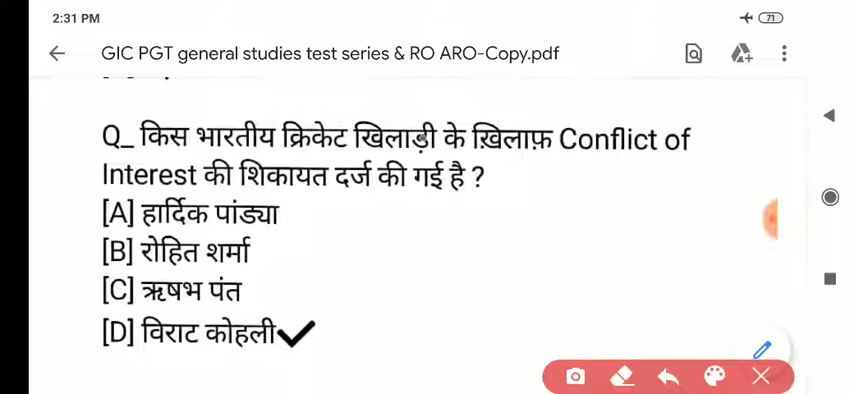 2:31 PM
71
GIC PGT general studies test series & RO ARO-Copy.pdf
Q_ किस भारतीय क्रिकेट खिलाड़ी के ख़िलाफ़ Conflict of
Interest की शिकायत दर्ज की गई है ?
[A] हार्दिक पांड्या
[B] रोहित शर्मा
[C] ऋषभ पंत
[D] विराट कोहली